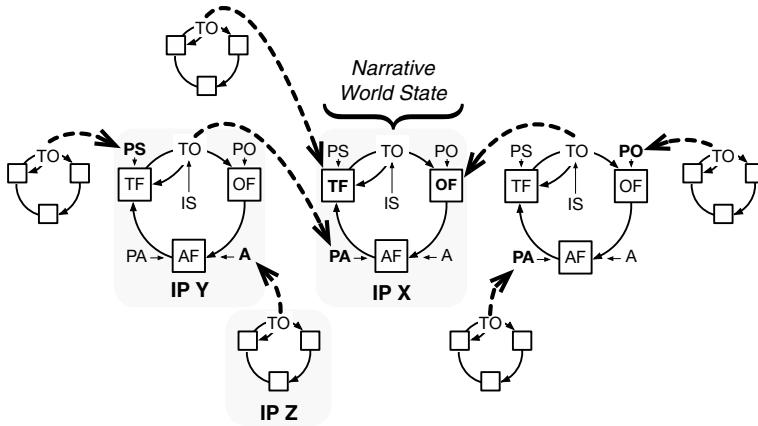 TO
Narrative
World State
TO
PS
TO
PO
TF
OF
IS
PA
AF
A
IP Y
PS
TO
PO
TF
OF
IS
PA
AF
A
IP X
PS
TO
PO
TF
OF
IS
PA
AF
A
TO
TO
IP Z
TO